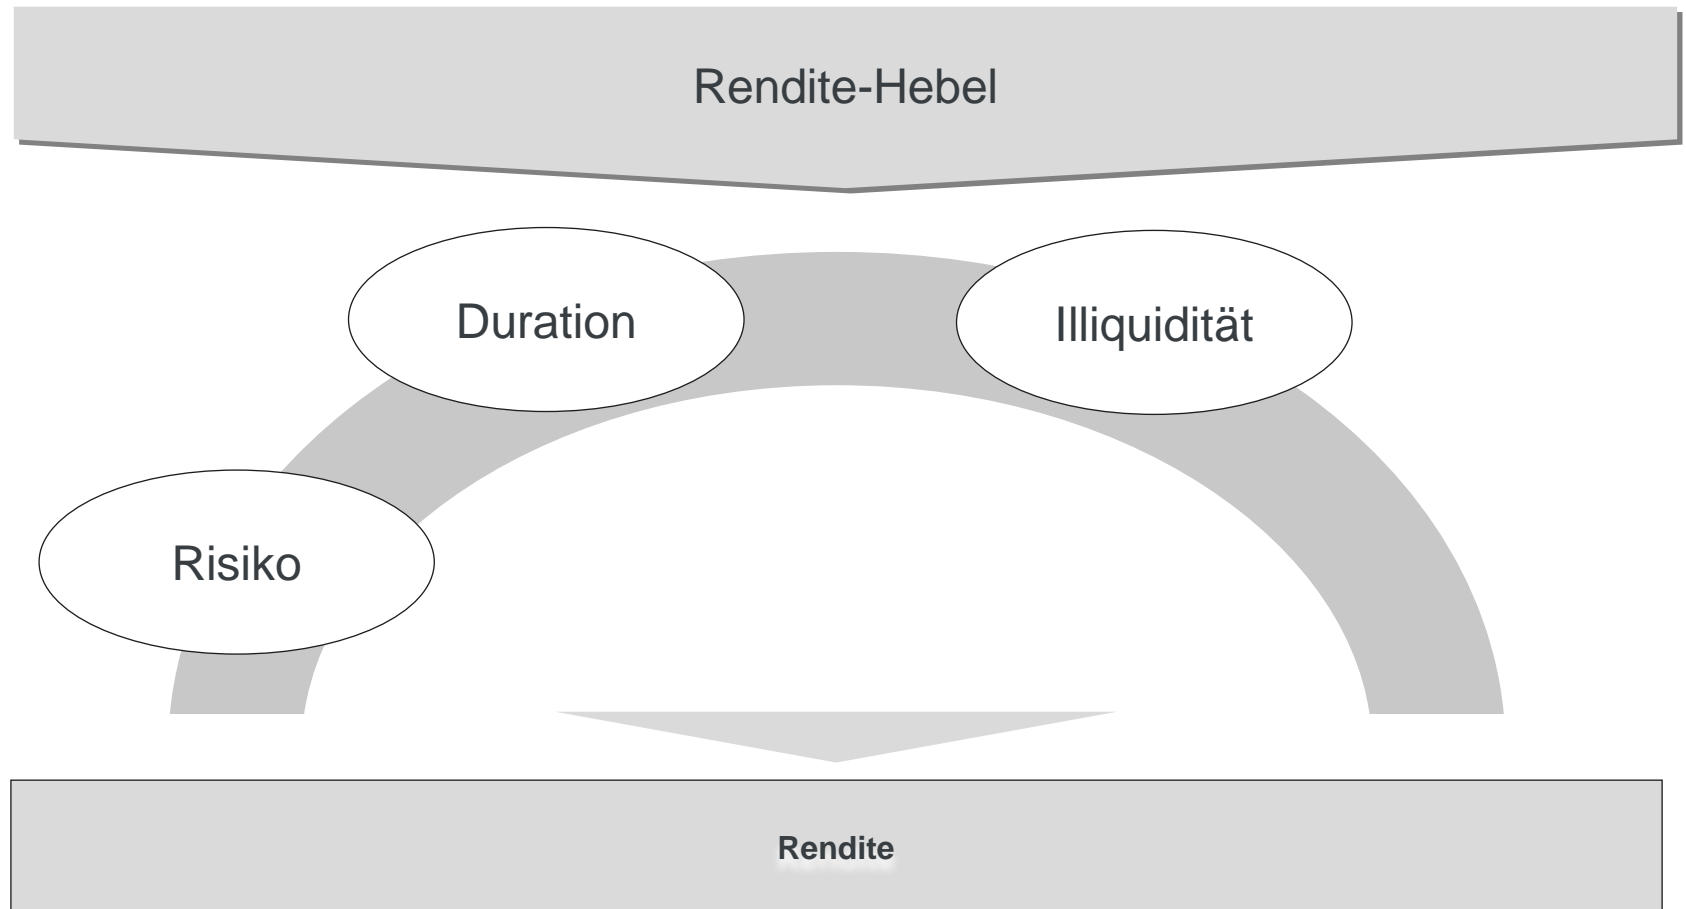 Rendite-Hebel
Duration
Illiquidität
Risiko
Rendite